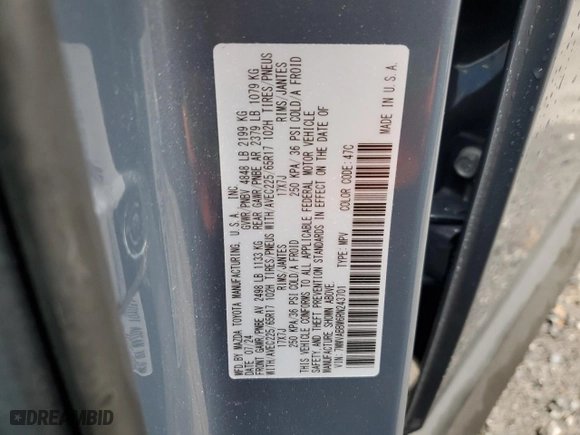 MFD. BY MAZDA TOYOTA MANUFACTURING, U.S.A. INC.
DATE: 07/24 GVWR/PNBV 4848 LB 2199 KG
FRONT GAWR/PNBE AV 2498 LB 1133 KG REAR GAWR/PNBE AR 2379 LB 1079 KG
WITH/AVEC225/65R17 102H TIRES/PNEUS WITH/AVEC225/65R17 102H TIRES/PNEUS
17X7J RIMS/JANTES 17X7J RIMS/JANTES
250 KPA/36 PSI COLD/A FROID 250 KPA/36 PSI COLD/A FROID
THIS VEHICLE CONFORMS TO ALL APPLICABLE FEDERAL MOTOR VEHICLE
SAFETY AND THEFT PREVENTION STANDARDS IN EFFECT ON THE DATE OF
MANUFACTURE SHOWN ABOVE.
VIN: 7MMVABBW6RN243701 COLOR CODE: 47C
TYPE: MPV
MADE IN U.S.A.
DREAMBID